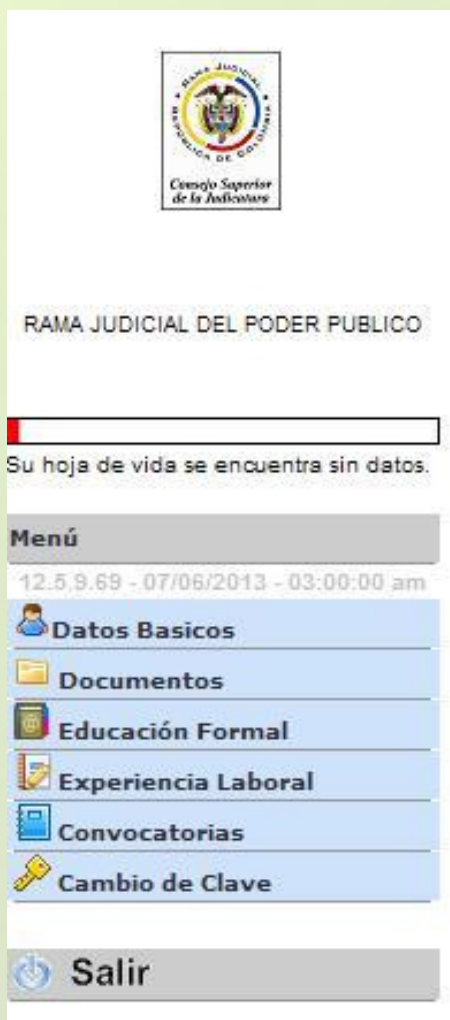 RAMA JUDICIAL
REPUBLICA DE COLOMBIA
Consejo Superior
de la Judicatura
RAMA JUDICIAL DEL PODER PUBLICO
Su hoja de vida se encuentra sin datos.
Menú
12.5.9.69 - 07/06/2013 - 03:00:00 am
Datos Basicos
Documentos
Educación Formal
Experiencia Laboral
Convocatorias
Cambio de Clave
Salir